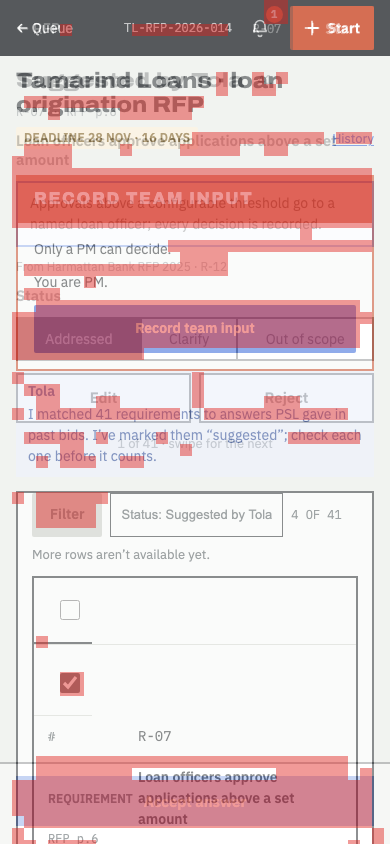 ← Queue
TL-RFP-2026-014
R-07
1
+ Start
Tamarind Loans · loan
origination RFP
DEADLINE 28 NOV · 16 DAYS
History
Loan officers approve applications above a set
amount
RECORD TEAM INPUT
Approvals above a configurable threshold go to a
named loan officer; every decision is recorded.
Only a PM can decide.
From Harmattan Bank RFP 2025 · R-12
You are PM.
Status
Record team input
Addressed
Clarify
Out of scope
Tola
Edit
Reject
I matched 41 requirements to answers PSL gave in
past bids. I’ve marked them “suggested”; check each
one before it counts.
1 of 41 · swipe for the next
Filter
Status: Suggested by Tola
4 OF 41
More rows aren’t available yet.
#
R-07
REQUIREMENT
Loan officers approve
applications above a set
amount
Accept answer
RFP p.6